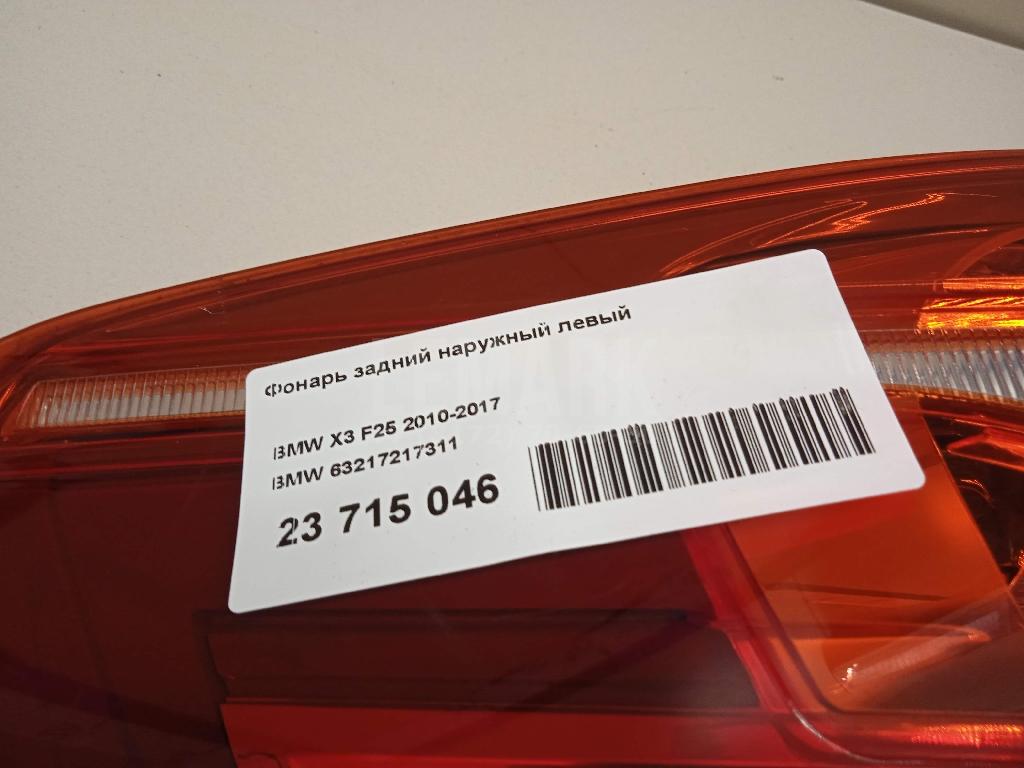 Фонарь задний наружный левый
BMW X3 F25 2010-2017
BMW 63217217311
23 715 046